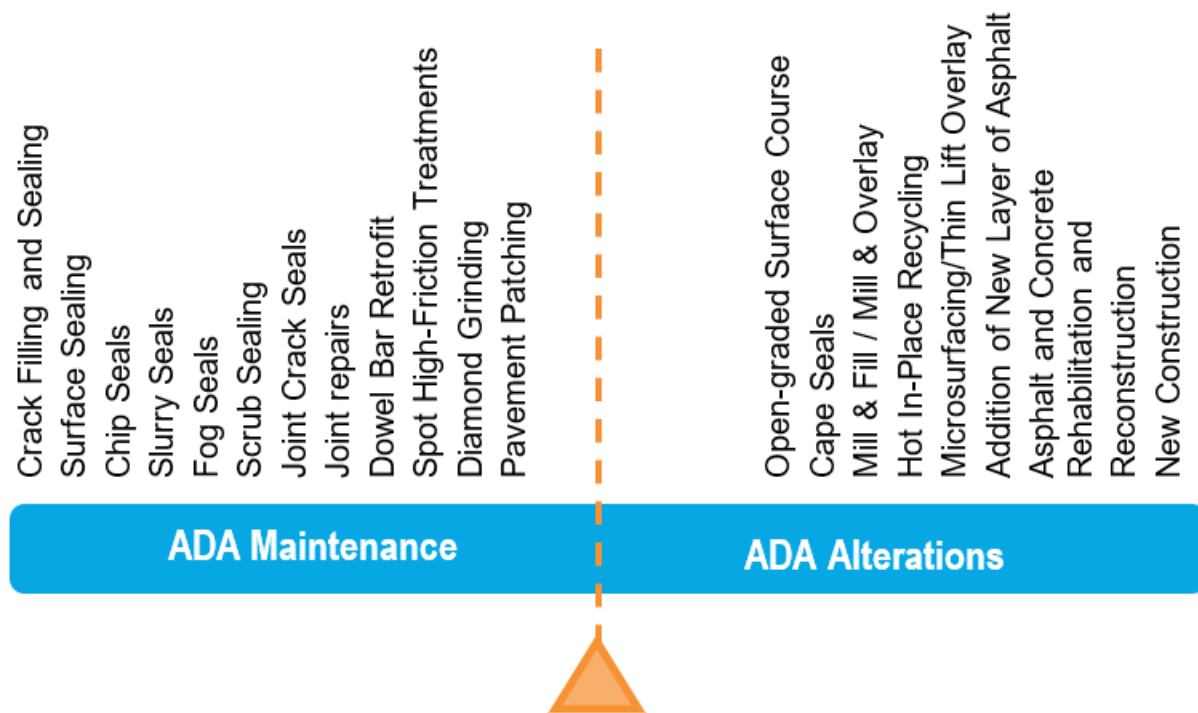 Crack Filling and Sealing
Surface Sealing
Chip Seals
Slurry Seals
Fog Seals
Scrub Sealing
Joint Crack Seals
Joint repairs
Dowel Bar Retrofit
Spot High-Friction Treatments
Diamond Grinding
Pavement Patching
Open-graded Surface Course
Cape Seals
Mill & Fill / Mill & Overlay
Hot In-Place Recycling
Microsurfacing/Thin Lift Overlay
Addition of New Layer of Asphalt
Asphalt and Concrete
Rehabilitation and
Reconstruction
New Construction
ADA Maintenance
ADA Alterations